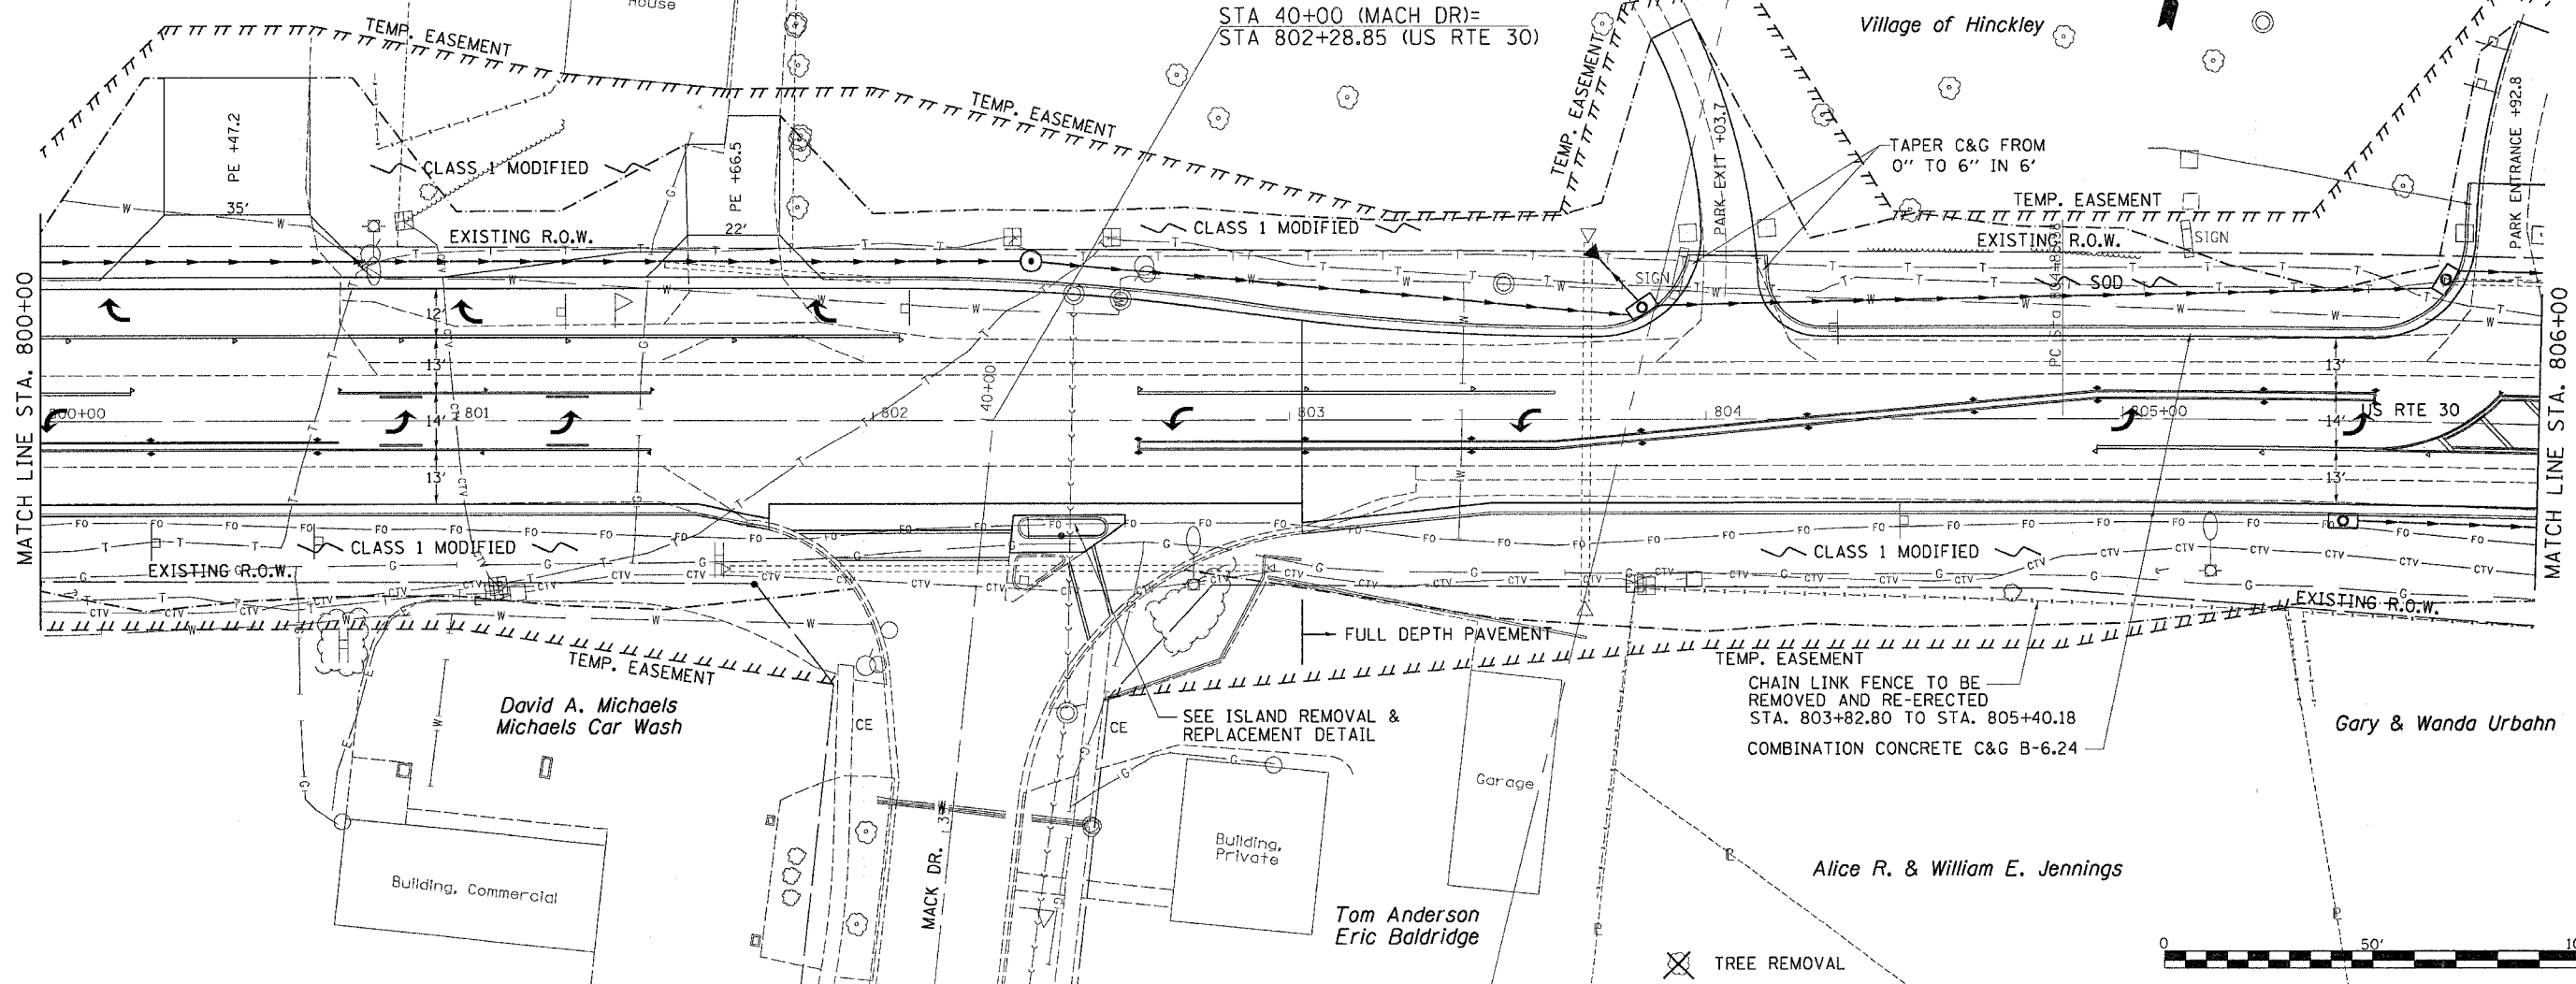 House
STA 40+00 (MACH DR)=
STA 802+28.85 (US RTE 30)
Village of Hinckley
TEMP. EASEMENT
TEMP. EASEMENT
TEMP. EASEMENT
TEMP. EASEMENT
PE +47.2
35'
CLASS 1 MODIFIED
PE +66.5
22'
CLASS 1 MODIFIED
PARK EXIT +03.7
TAPER C&G FROM
0" TO 6" IN 6'
PARK ENTRANCE +92.8
EXISTING R.O.W.
EXISTING R.O.W.
SIGN
SIGN
SOD
MATCH LINE STA. 800+00
MATCH LINE STA. 806+00
12'
13'
14'
13'
800+00
801
802
40+00
803
804
805+00
US RTE 30
13'
14'
13'
CLASS 1 MODIFIED
EXISTING R.O.W.
CLASS 1 MODIFIED
EXISTING R.O.W.
TEMP. EASEMENT
FULL DEPTH PAVEMENT
TEMP. EASEMENT
CHAIN LINK FENCE TO BE
REMOVED AND RE-ERECTED
STA. 803+82.80 TO STA. 805+40.18
COMBINATION CONCRETE C&G B-6.24
David A. Michaels
Michaels Car Wash
CE
CE
SEE ISLAND REMOVAL &
REPLACEMENT DETAIL
Gary & Wanda Urbahn
Garage
Building,
Private
Building, Commercial
MACK DR.
Alice R. & William E. Jennings
Tom Anderson
Eric Baldridge
TREE REMOVAL
0 50'